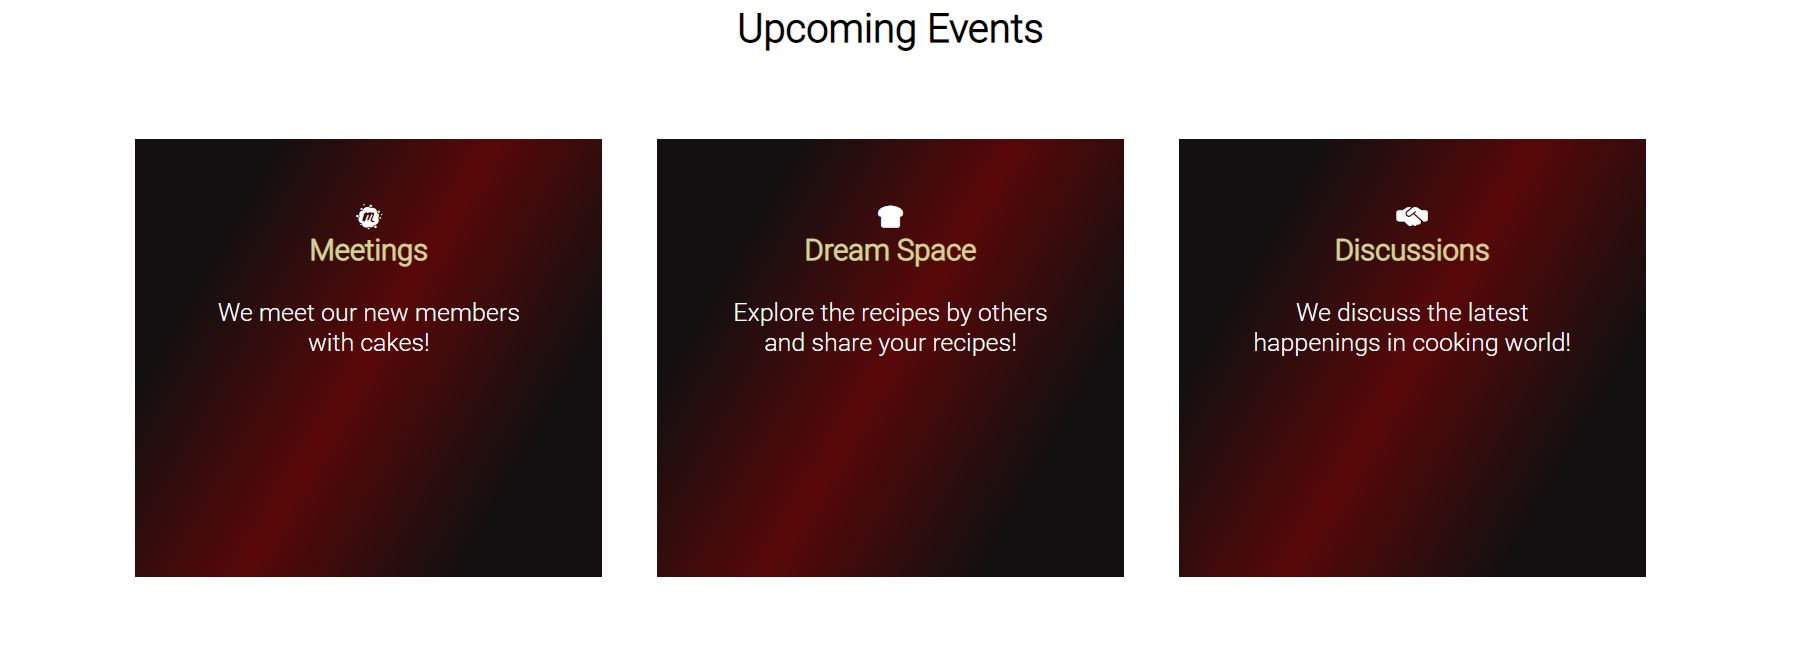 Upcoming Events
Meetings
We meet our new members
with cakes!
Dream Space
Explore the recipes by others
and share your recipes!
Discussions
We discuss the latest
happenings in cooking world!